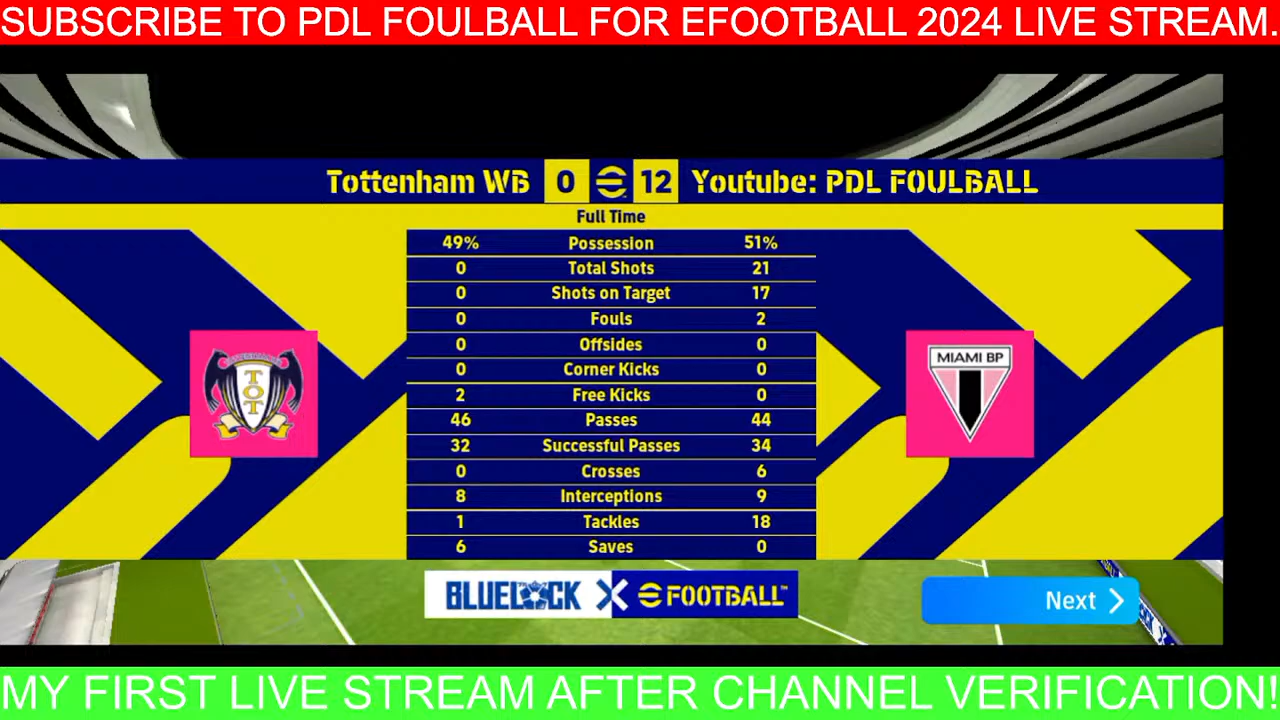 SUBSCRIBE TO PDL FOULBALL FOR EFOOTBALL 2024 LIVE STREAM.
Tottenham WB 0 12 Youtube: PDL FOULBALL
Full Time
49% Possession 51%
0 Total Shots 21
0 Shots on Target 17
0 Fouls 2
0 Offsides 0
0 Corner Kicks 0
2 Free Kicks 0
46 Passes 44
32 Successful Passes 34
0 Crosses 6
8 Interceptions 9
1 Tackles 18
6 Saves 0
TOT
MIAMI BP
BLUELOCK X FOOTBALL™
Next
MY FIRST LIVE STREAM AFTER CHANNEL VERIFICATION!